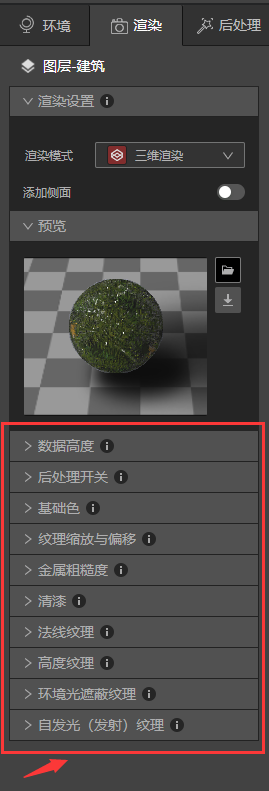 环境 渲染 后处理
图层-建筑
渲染设置
渲染模式 三维渲染
添加侧面
预览
数据高度
后处理开关
基础色
纹理缩放与偏移
金属粗糙度
清漆
法线纹理
高度纹理
环境光遮蔽纹理
自发光（发射）纹理